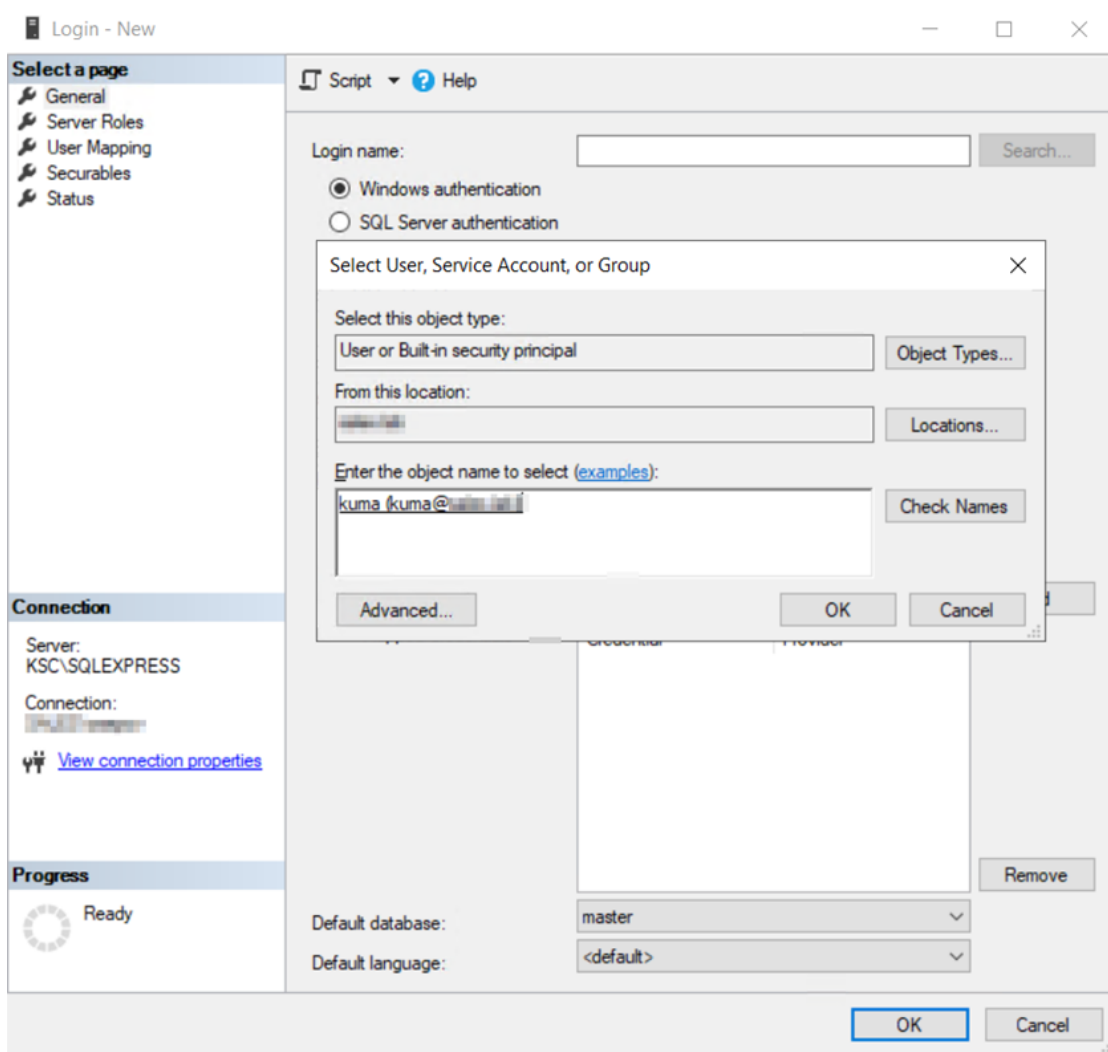 Login - New
Select a page
General
Server Roles
User Mapping
Securables
Status
Script
Help
Login name:
Search...
Windows authentication
SQL Server authentication
Select User, Service Account, or Group
Select this object type:
User or Built-in security principal
Object Types...
From this location:
Locations...
Enter the object name to select (examples):
kuma (kuma@
Check Names
Advanced...
OK
Cancel
Connection
Server:
KSC\SQLEXPRESS
Connection:
View connection properties
Progress
Ready
Remove
Default database:
master
Default language:
<default>
OK
Cancel